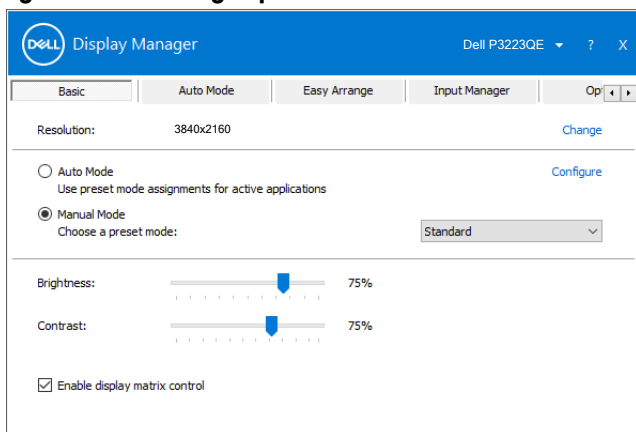 DELL Display Manager Dell P3223QE ? X
Basic Auto Mode Easy Arrange Input Manager
Resolution: 3840x2160 Change
Auto Mode Configure
Use preset mode assignments for active applications
Manual Mode
Choose a preset mode: Standard
Brightness: 75%
Contrast: 75%
Enable display matrix control